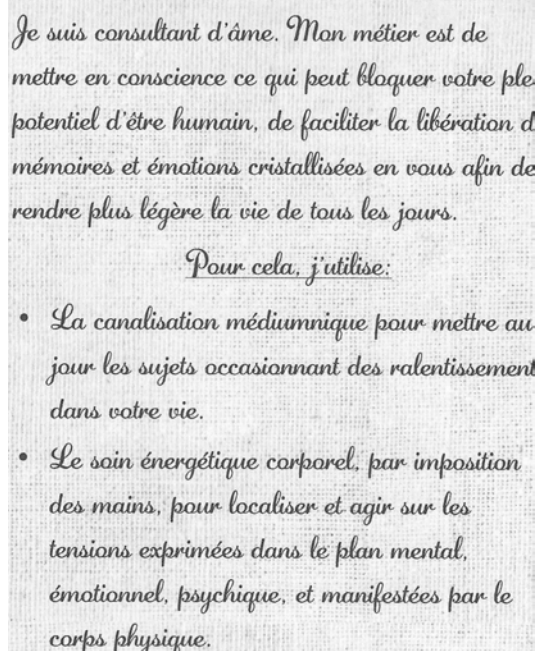 Je suis consultant d'âme. Mon métier est de
mettre en conscience ce qui peut bloquer votre ple
potentiel d'être humain, de faciliter la libération d
mémoires et émotions cristallisées en vous afin de
rendre plus légère la vie de tous les jours.
Pour cela, j'utilise:
• La canalisation médiumnique pour mettre au
jour les sujets occasionnant des ralentissement
dans votre vie.
• Le soin énergétique corporel, par imposition
des mains, pour localiser et agir sur les
tensions exprimées dans le plan mental,
émotionnel, psychique, et manifestées par le
corps physique.